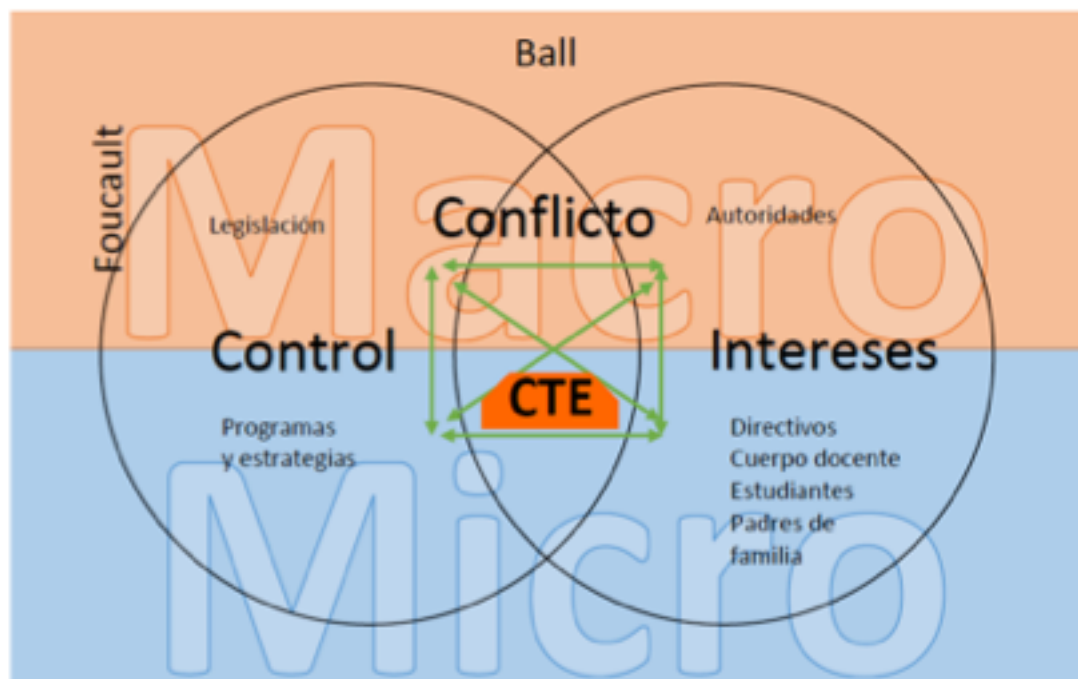 Ball
Foucault
Macro
Legislación
Conflicto
Autoridades
Control
Intereses
CTE
Programas
y estrategias
Directivos
Cuerpo docente
Estudiantes
Padres de
familia
Micro